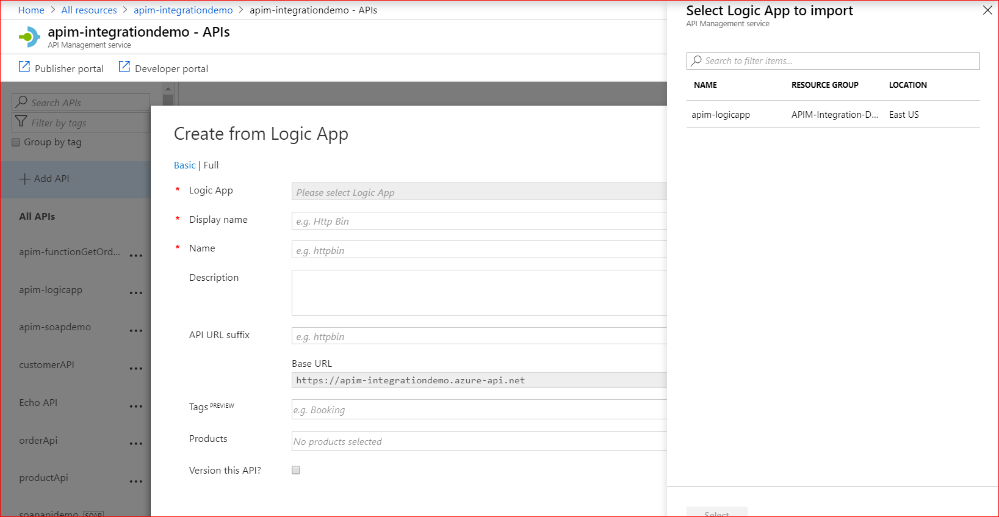 Home > All resources > apim-integrationdemo > apim-integrationdemo - APIs
apim-integrationdemo - APIs
API Management service
Publisher portal
Developer portal
Search APIs
Filter by tags
Group by tag
Add API
All APIs
apim-functionGetOrd...
apim-logicapp
apim-soapdemo
customerAPI
Echo API
orderApi
productApi
soapapidemo SOAP
Create from Logic App
Basic | Full
* Logic App
Please select Logic App
* Display name
e.g. Http Bin
* Name
e.g. httpbin
Description
API URL suffix
e.g. httpbin
Base URL
https://apim-integrationdemo.azure-api.net
Tags PREVIEW
e.g. Booking
Products
No products selected
Version this API?
Select Logic App to import
API Management service
Search to filter items...
NAME RESOURCE GROUP LOCATION
apim-logicapp APIM-Integration-D... East US
Select